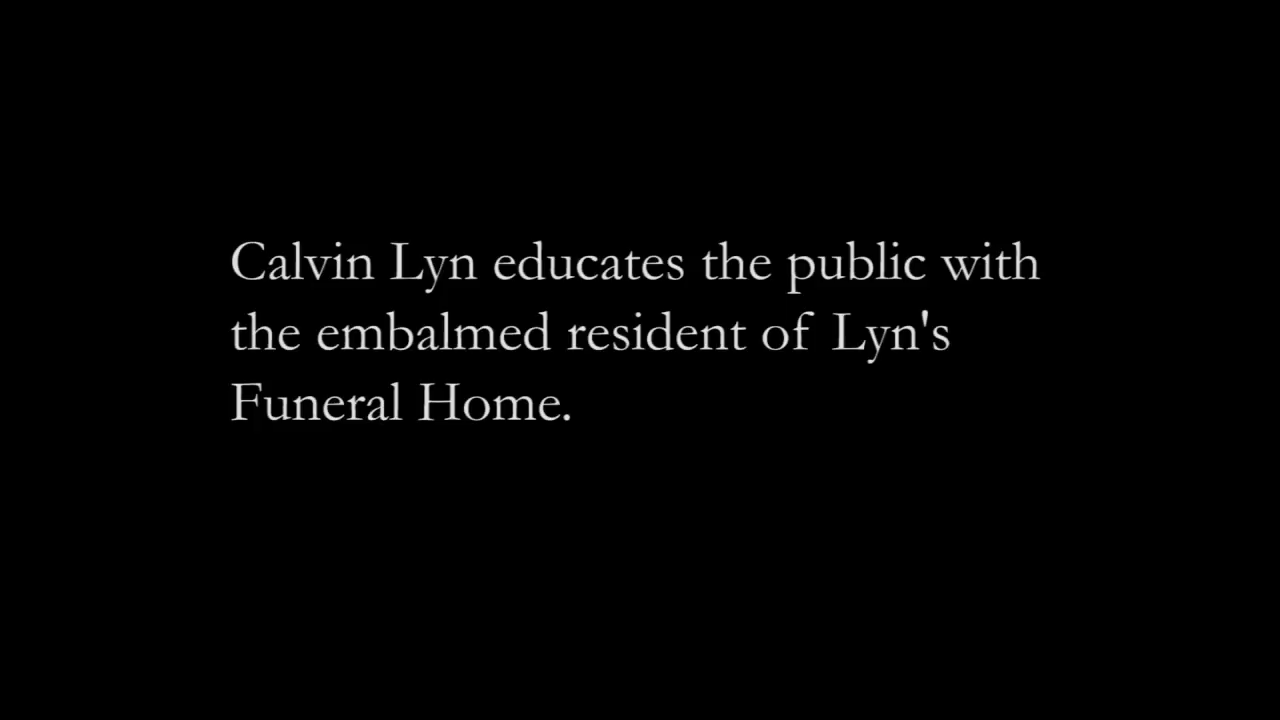 Calvin Lyn educates the public with
the embalmed resident of Lyn's
Funeral Home.